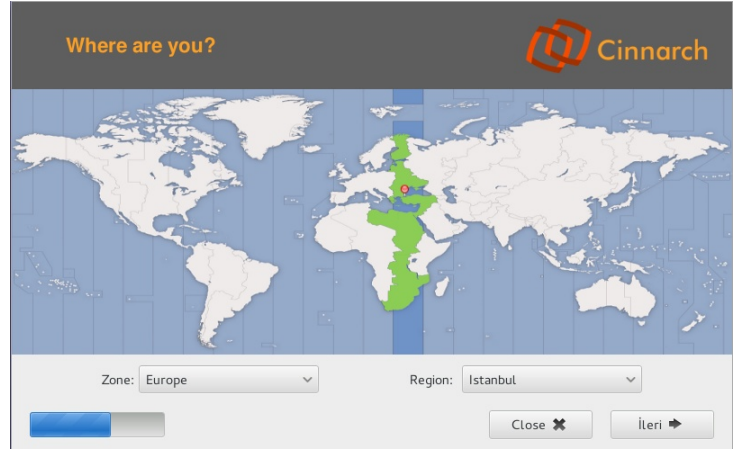 Where are you?
Cinnarch
Zone: Europe
Region: Istanbul
Close
İleri